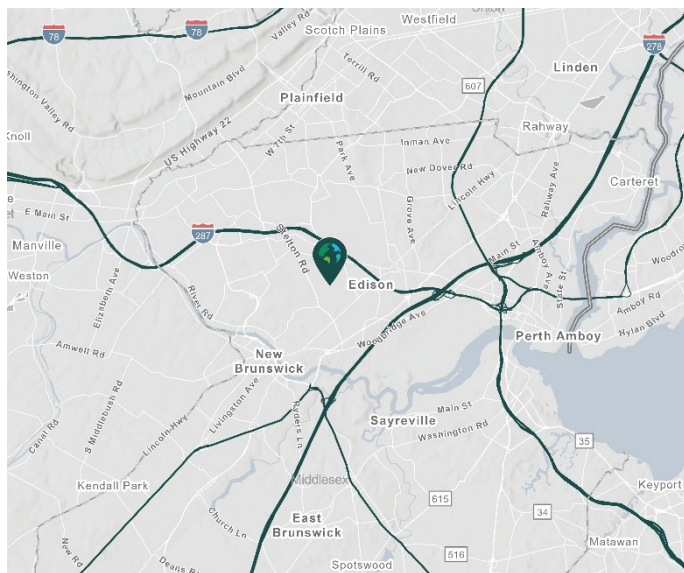 Union
Westfield
78
78
Valley Rd
Scotch Plains
278
Terrill Rd
Linden
Washington Valley Rd
Mountain Blvd
607
Plainfield
Knoll
US Highway 22
W 7th St
Park Ave
Inman Ave
Rahway
New Dover Rd
Lincoln Hwy
Rahway Ave
Carteret
Grove Ave
E Main St
287
Stelton Rd
Main St
Amboy Ave
State St
Manville
Weston
Elizabeth Ave
River Rd
Edison
Amboy Rd
Hylan Blvd
Woodbridge Ave
Perth Amboy
Amwell Rd
New
Brunswick
S Middlebush Rd
Livingston Ave
Lincoln Hwy
Ryders Ln
Main St
Sayreville
Washington Rd
Canal Rd
35
Kendall Park
Middlesex
Keyport
615
34
Church Ln
East
Brunswick
Matawan
New Rd
Deans R
516
Spotswood